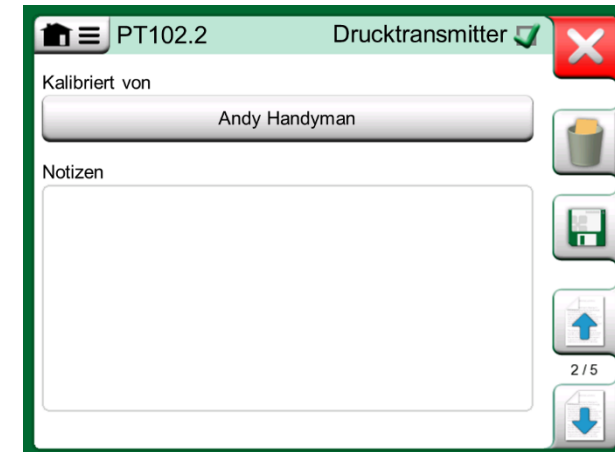 PT102.2 Drucktransmitter
Kalibriert von
Andy Handyman
Notizen
2 / 5